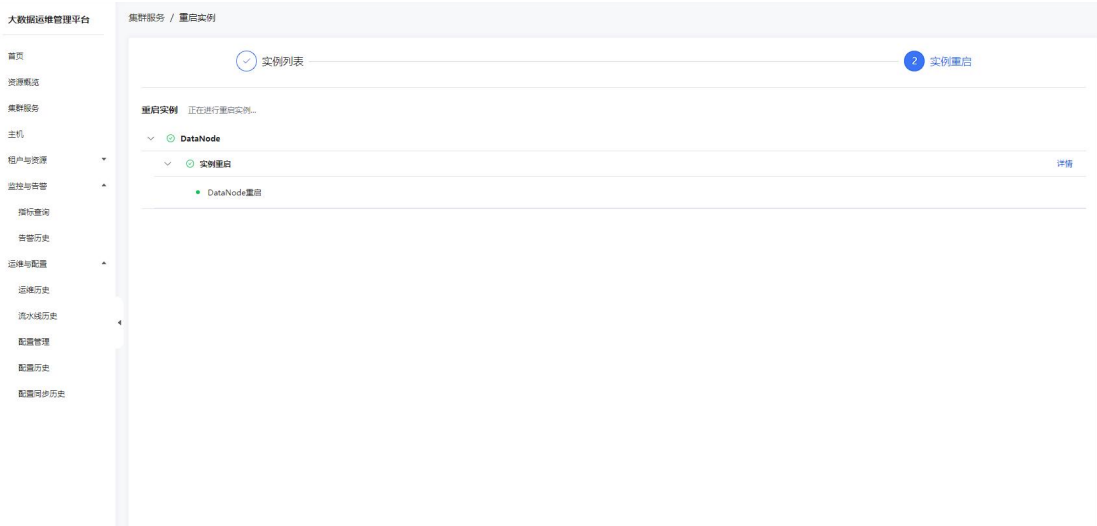 大数据运维管理平台
首页
资源概览
集群服务
主机
租户与资源
监控与告警
指标查询
告警历史
运维与配置
运维历史
流水线历史
配置管理
配置历史
配置同步历史
集群服务 / 重启实例
实例列表
2 实例重启
重启实例 正在进行重启实例...
DataNode
实例重启 详情
DataNode重启